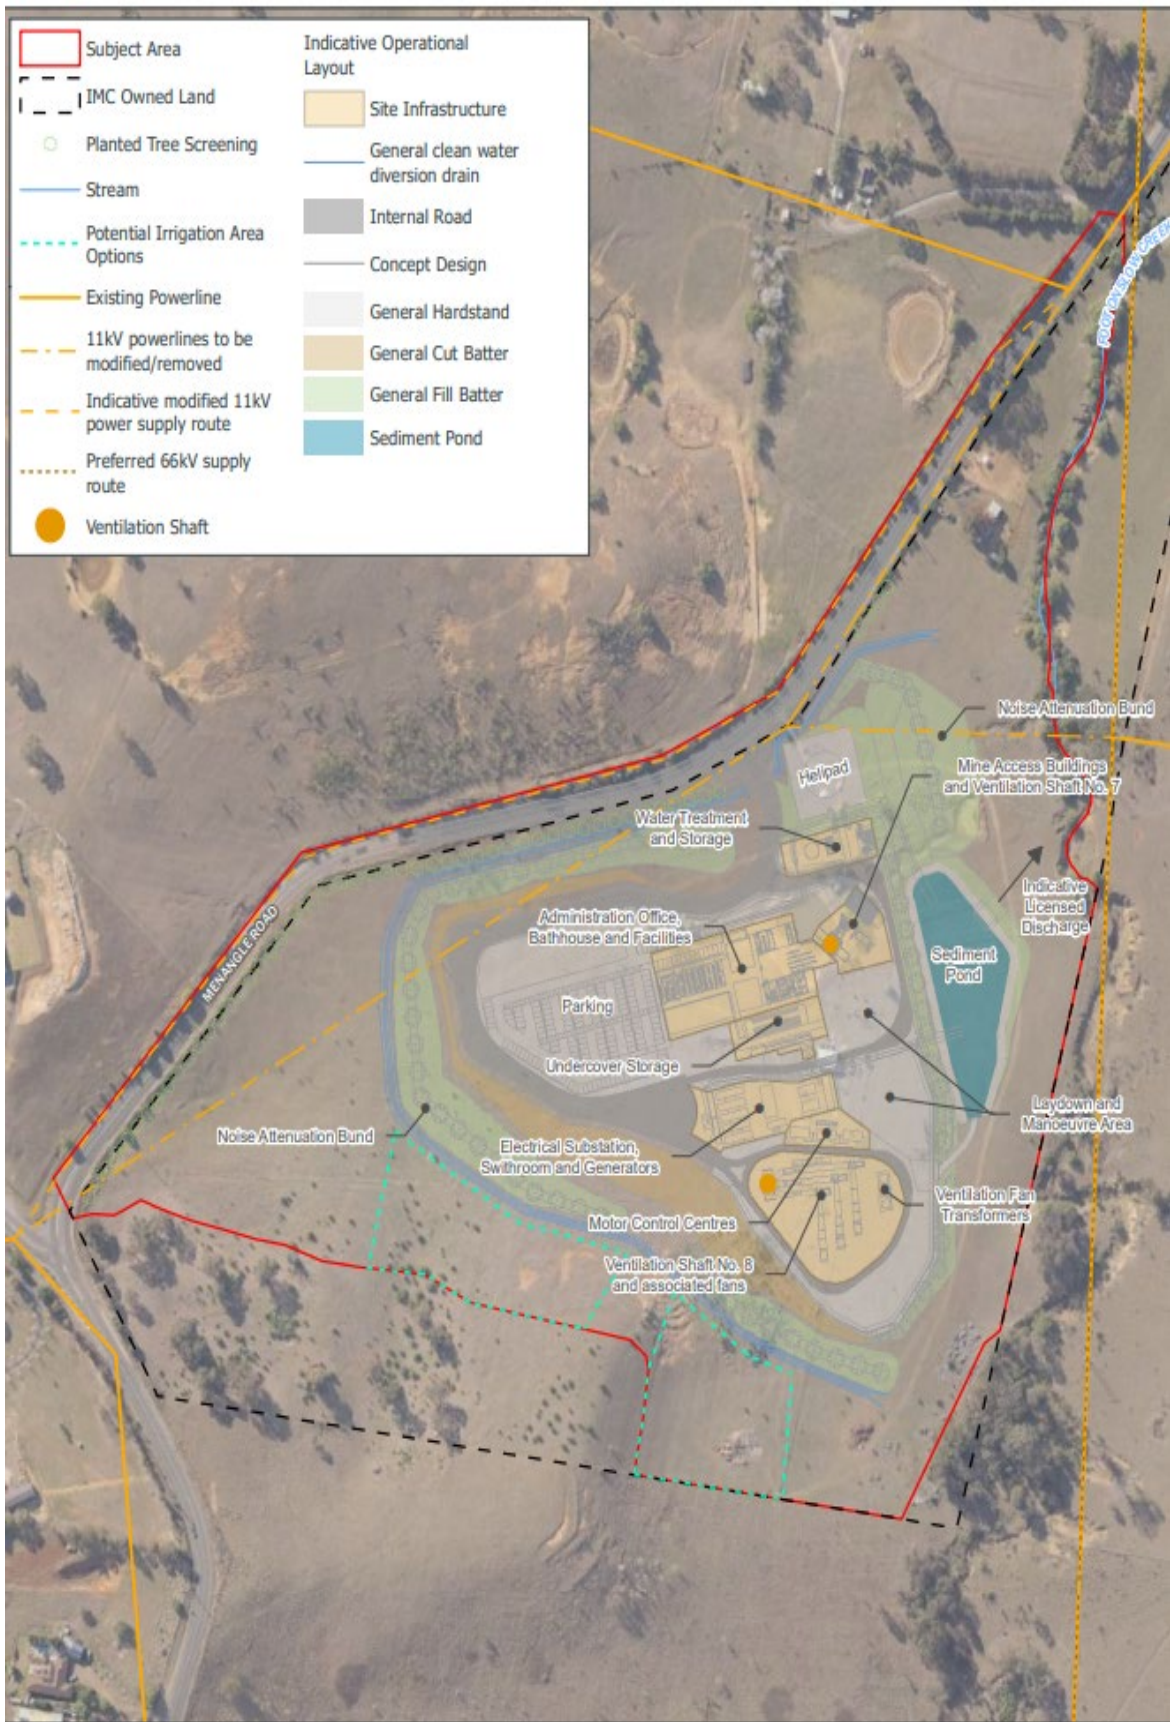 Subject Area
IMC Owned Land
Planted Tree Screening
Stream
Potential Irrigation Area
Options
Existing Powerline
11kV powerlines to be
modified/removed
Indicative modified 11kV
power supply route
Preferred 66kV supply
route
Ventilation Shaft
Indicative Operational
Layout
Site Infrastructure
General clean water
diversion drain
Internal Road
Concept Design
General Hardstand
General Cut Batter
General Fill Batter
Sediment Pond
FOOT ONSLOW CREEK
Noise Attenuation Bund
Mine Access Buildings
and Ventilation Shaft No. 7
Helipad
Water Treatment
and Storage
Indicative
Licensed
Discharge
MENANGLE ROAD
Administration Office,
Bathhouse and Facilities
Sediment
Pond
Parking
Undercover Storage
Laydown and
Manoeuvre Area
Noise Attenuation Bund
Electrical Substation,
Swithroom and Generators
Ventilation Fan
Transformers
Motor Control Centres
Ventilation Shaft No. 8
and associated fans